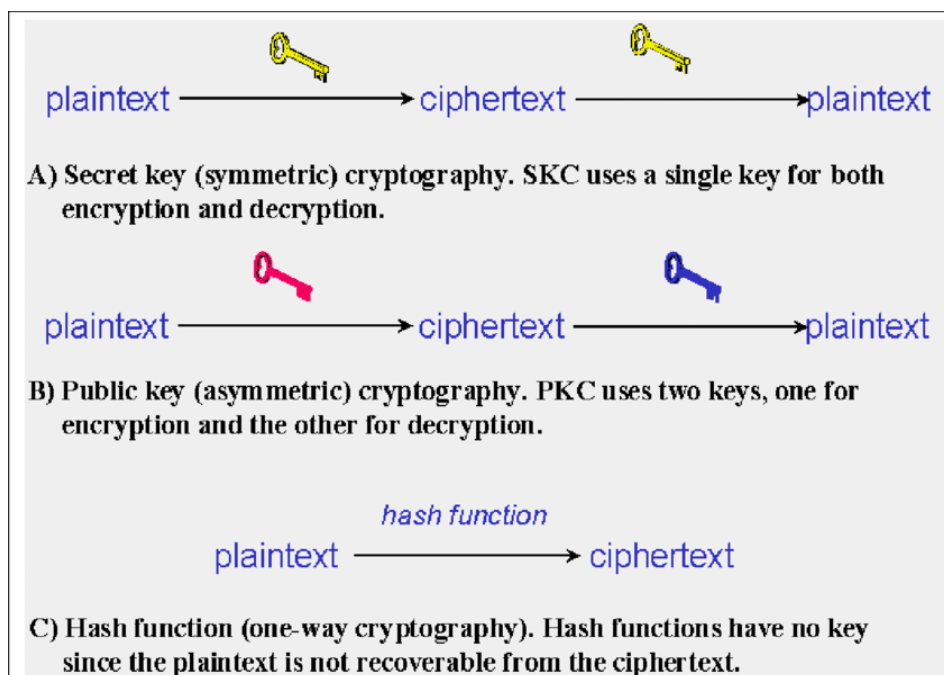 plaintext ciphertext plaintext
A) Secret key (symmetric) cryptography. SKC uses a single key for both
encryption and decryption.
plaintext ciphertext plaintext
B) Public key (asymmetric) cryptography. PKC uses two keys, one for
encryption and the other for decryption.
hash function
plaintext ciphertext
C) Hash function (one-way cryptography). Hash functions have no key
since the plaintext is not recoverable from the ciphertext.